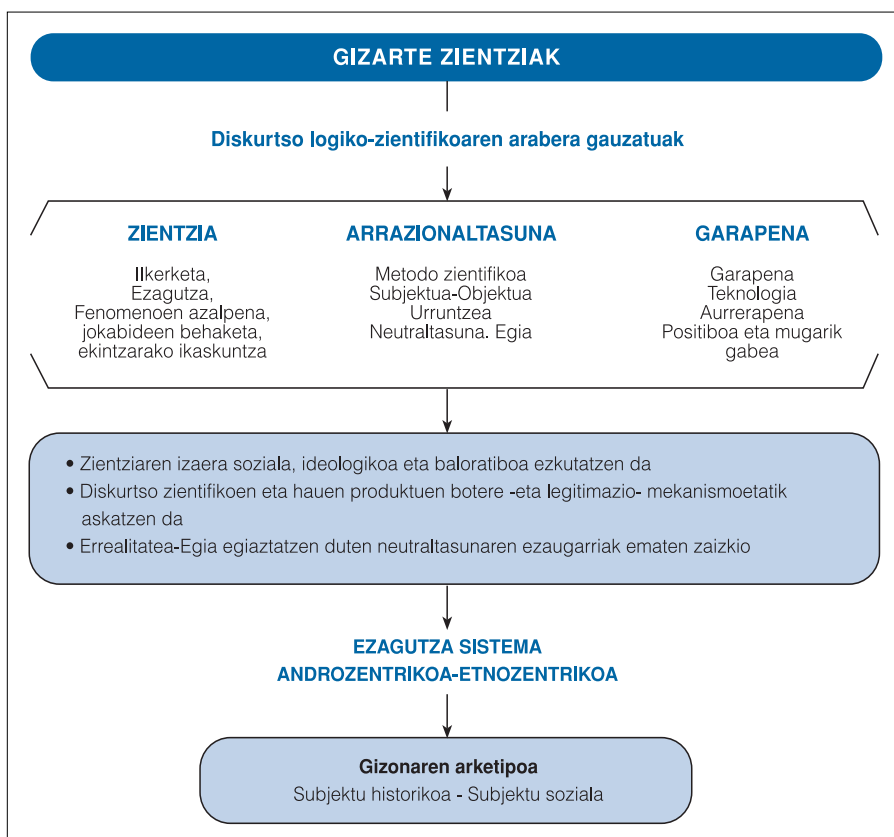 GIZARTE ZIENTZIAK
Diskurtso logiko-zientifikoaren arabera gauzatuak
ZIENTZIA
IIkerketa,
Ezagutza,
Fenomenoen azalpena,
jokabideen behaketa,
ekintzarako ikaskuntza
ARRAZIONALTASUNA
Metodo zientifikoa
Subjektua-Objektua
Urruntzea
Neutraltasuna. Egia
GARAPENA
Garapena
Teknologia
Aurrerapena
Positiboa eta mugarik
gabea
• Zientziaren izaera soziala, ideologikoa eta baloratiboa ezkutatzen da
• Diskurtso zientifikoen eta hauen produktuen botere -eta legitimazio- mekanismoetatik
askatzen da
• Errealitatea-Egia egiaztatzen duten neutraltasunaren ezaugarriak ematen zaizkio
EZAGUTZA SISTEMA
ANDROZENTRIKOA-ETNOZENTRIKOA
Gizonaren arketipoa
Subjektu historikoa - Subjektu soziala